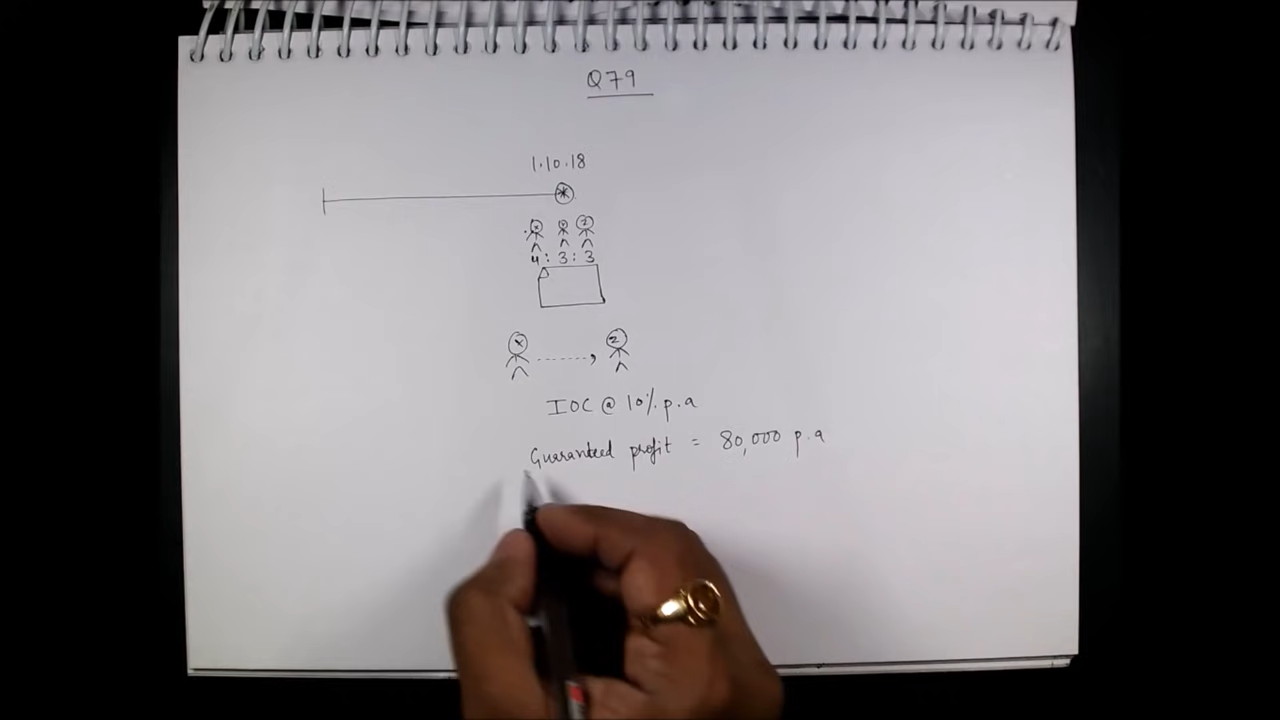 Q79
1.10.18
4 : 3 : 3
X Z
IOC @ 10% p.a
Guaranteed profit = 80,000 p.a